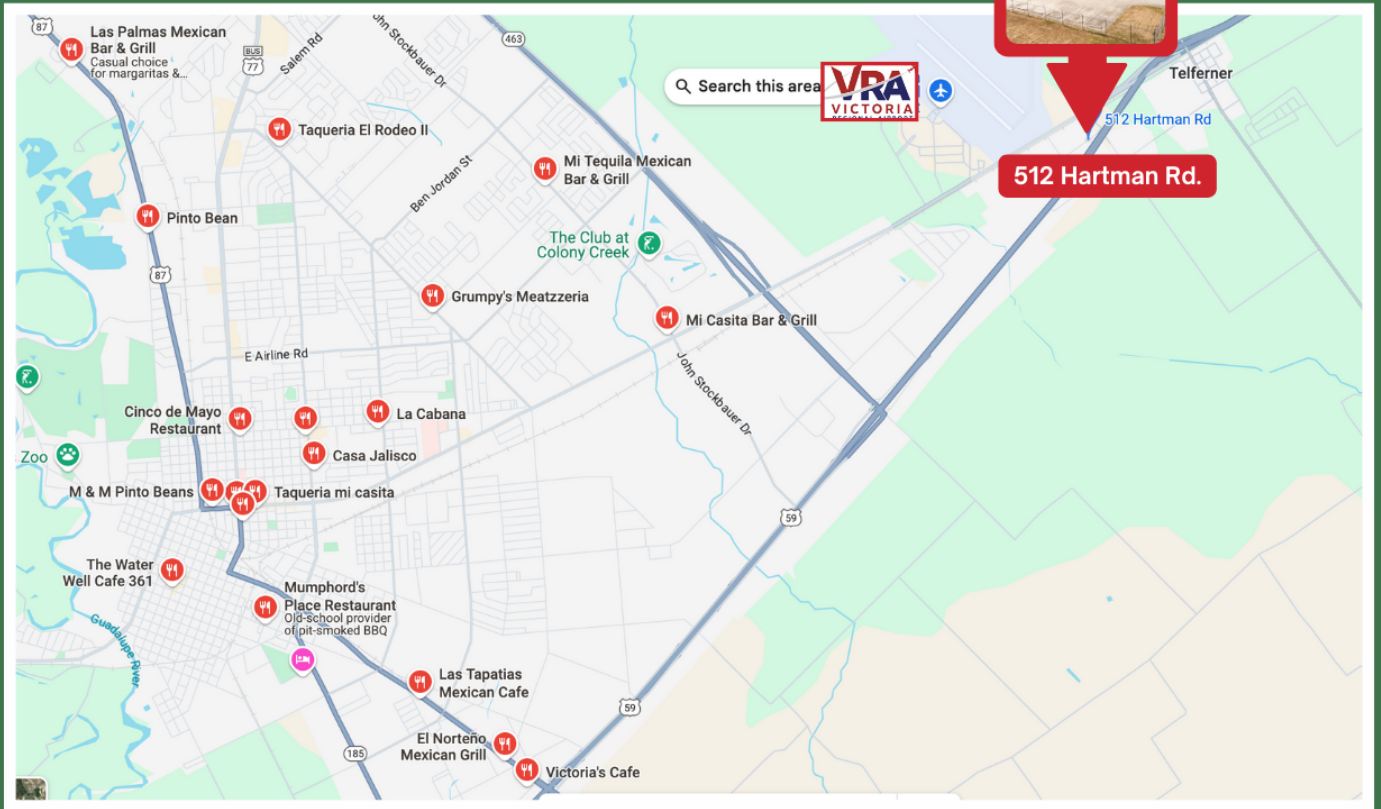 87
Las Palmas Mexican
Bar & Grill
Casual choice
for margaritas &...
BUS
77
Salem Rd
John Stockbauer Dr
463
Search this area
VRA
VICTORIA
REGIONAL AIRPORT
Telferner
512 Hartman Rd
512 Hartman Rd.
Taqueria El Rodeo II
Mi Tequila Mexican
Bar & Grill
Ben Jordan St
Pinto Bean
The Club at
Colony Creek
87
Grumpy's Meatzzeria
Mi Casita Bar & Grill
E Airline Rd
John Stockbauer Dr
Cinco de Mayo
Restaurant
La Cabana
Casa Jalisco
Zoo
M & M Pinto Beans
Taqueria mi casita
59
The Water
Well Cafe 361
Mumphord's
Place Restaurant
Old-school provider
of pit-smoked BBQ
Guadalupe River
Las Tapatias
Mexican Cafe
59
El Norteño
Mexican Grill
185
Victoria's Cafe